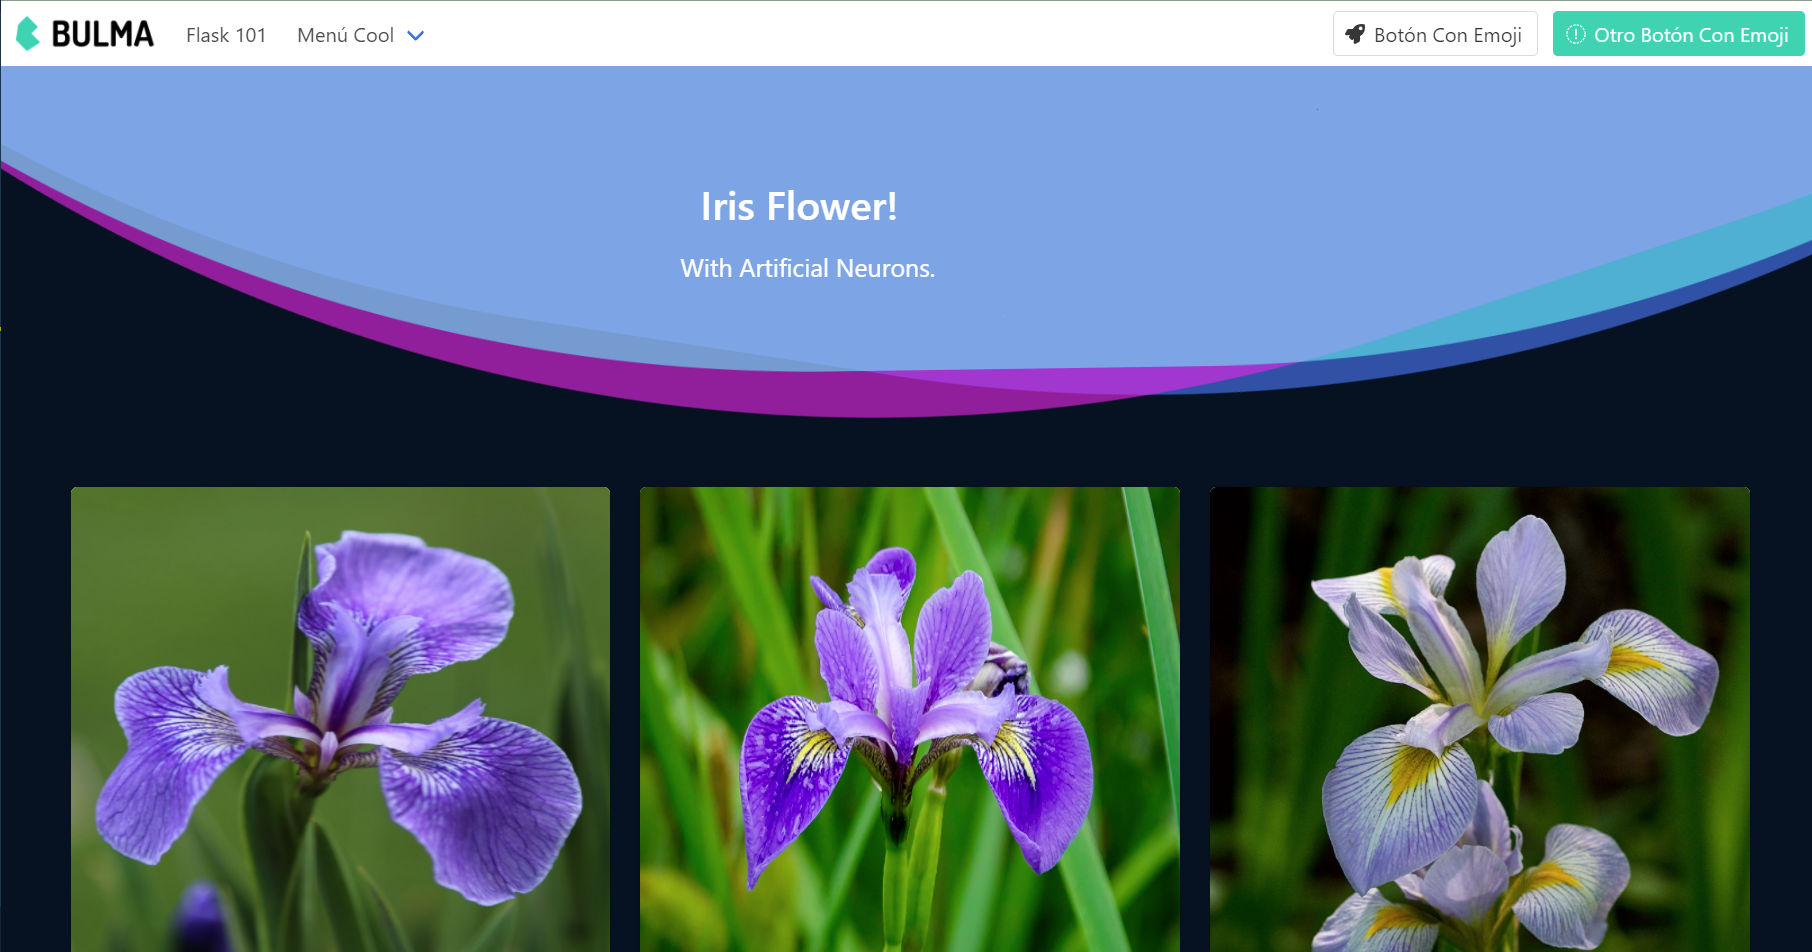 BULMA
Flask 101
Menú Cool
Botón Con Emoji
Otro Botón Con Emoji
Iris Flower!
With Artificial Neurons.